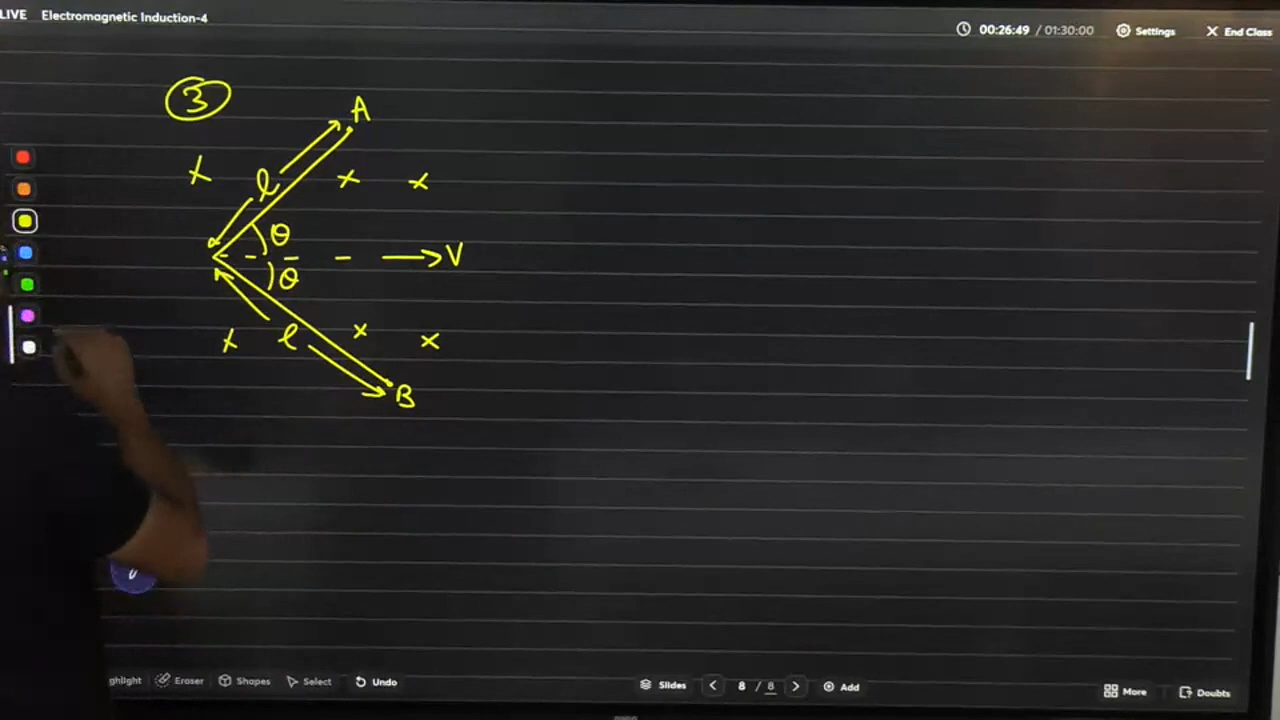 LIVE Electromagnetic Induction-4
00:26:49 / 01:30:00 Settings End Class
3
A
x l x x
θ
V
θ
x l x x
B
ghlight Eraser Shapes Select Undo Slides 8 / 8 Add More Doubts